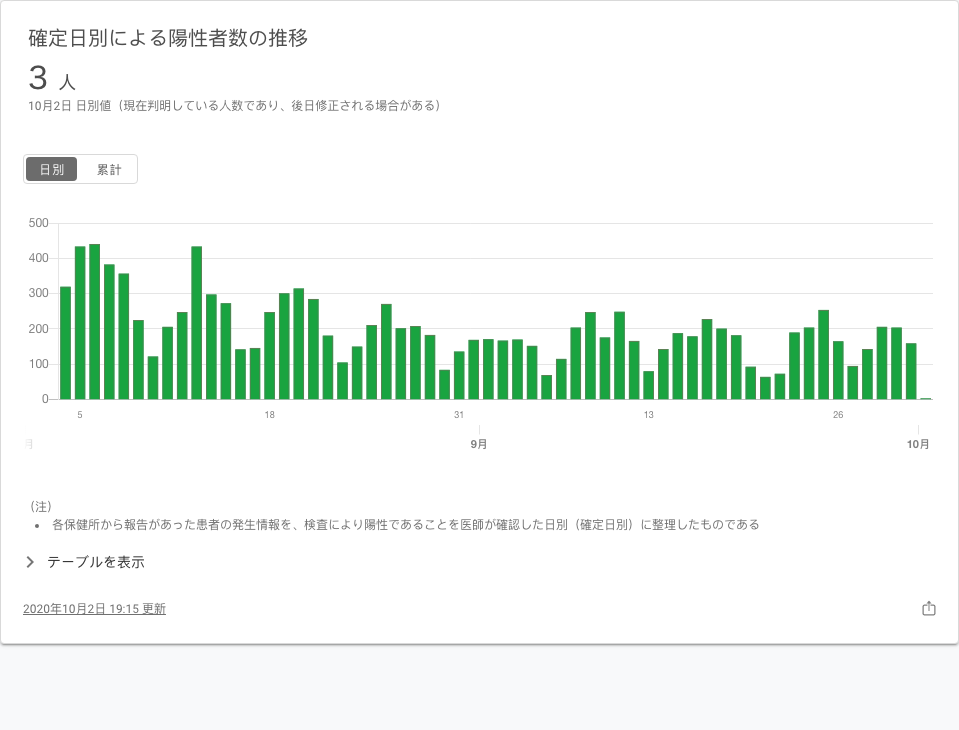 確定日別による陽性者数の推移
3 人
10月2日 日別値（現在判明している人数であり、後日修正される場合がある）
日別 累計
500
400
300
200
100
0
5 18 31 13 26
月 9月 10月
（注）
• 各保健所から報告があった患者の発生情報を、検査により陽性であることを医師が確認した日別（確定日別）に整理したものである
テーブルを表示
2020年10月2日 19:15 更新